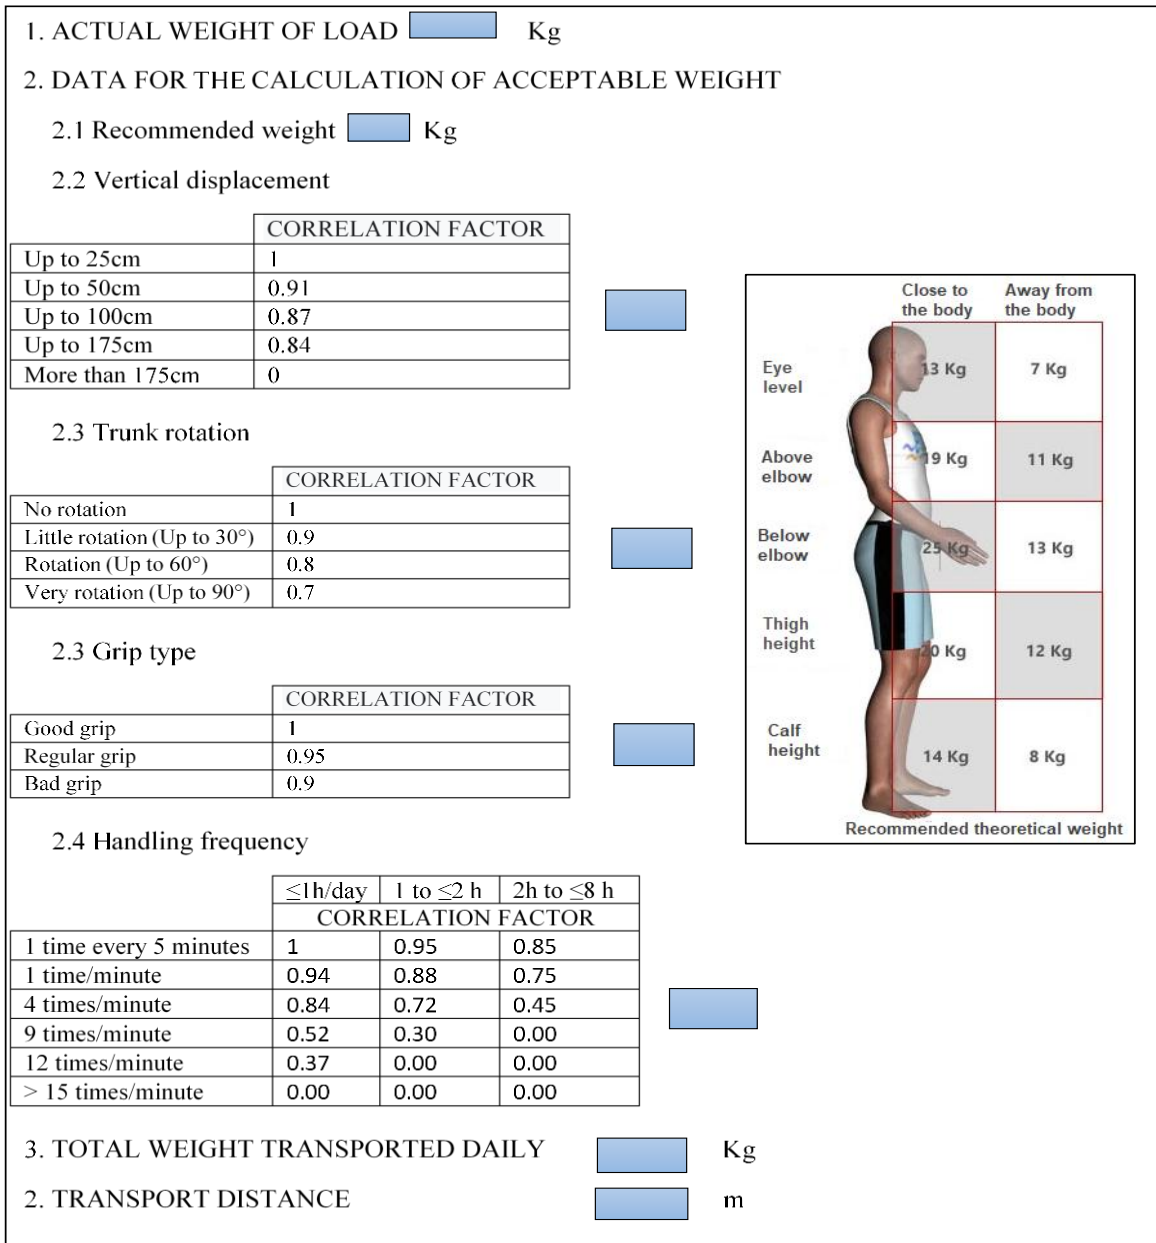 1. ACTUAL WEIGHT OF LOAD Kg
2. DATA FOR THE CALCULATION OF ACCEPTABLE WEIGHT
2.1 Recommended weight Kg
2.2 Vertical displacement
CORRELATION FACTOR
Up to 25cm 1
Up to 50cm 0.91
Up to 100cm 0.87
Up to 175cm 0.84
More than 175cm 0
2.3 Trunk rotation
CORRELATION FACTOR
No rotation 1
Little rotation (Up to 30°) 0.9
Rotation (Up to 60°) 0.8
Very rotation (Up to 90°) 0.7
2.3 Grip type
CORRELATION FACTOR
Good grip 1
Regular grip 0.95
Bad grip 0.9
2.4 Handling frequency
≤1h/day 1 to ≤2 h 2h to ≤8 h
CORRELATION FACTOR
1 time every 5 minutes 1 0.95 0.85
1 time/minute 0.94 0.88 0.75
4 times/minute 0.84 0.72 0.45
9 times/minute 0.52 0.30 0.00
12 times/minute 0.37 0.00 0.00
> 15 times/minute 0.00 0.00 0.00
3. TOTAL WEIGHT TRANSPORTED DAILY Kg
2. TRANSPORT DISTANCE m
Close to Away from
the body the body
Eye
level
13 Kg 7 Kg
Above
elbow
19 Kg 11 Kg
Below
elbow
25 Kg 13 Kg
Thigh
height
20 Kg 12 Kg
Calf
height
14 Kg 8 Kg
Recommended theoretical weight